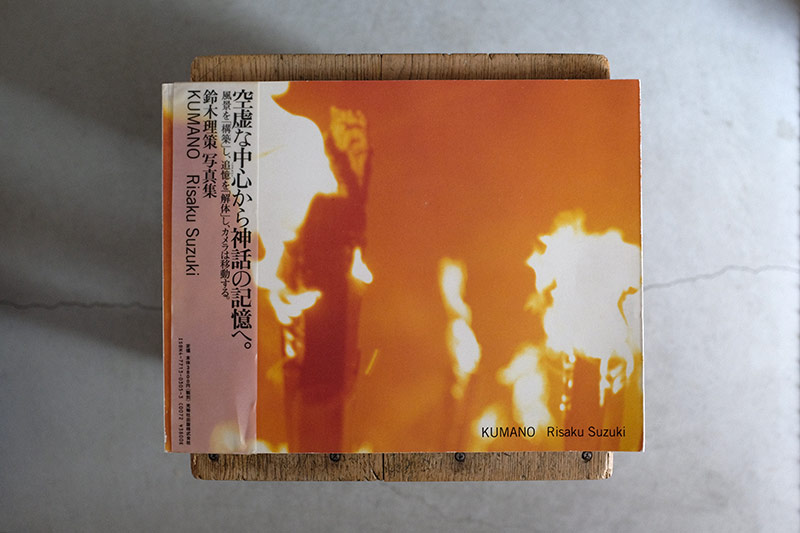 空虚な中心から神話の記憶へ。
風景を「構築」し、追憶を「解体」し、カメラは移動する。
鈴木理策 写真集
KUMANO Risaku Suzuki
KUMANO Risaku Suzuki